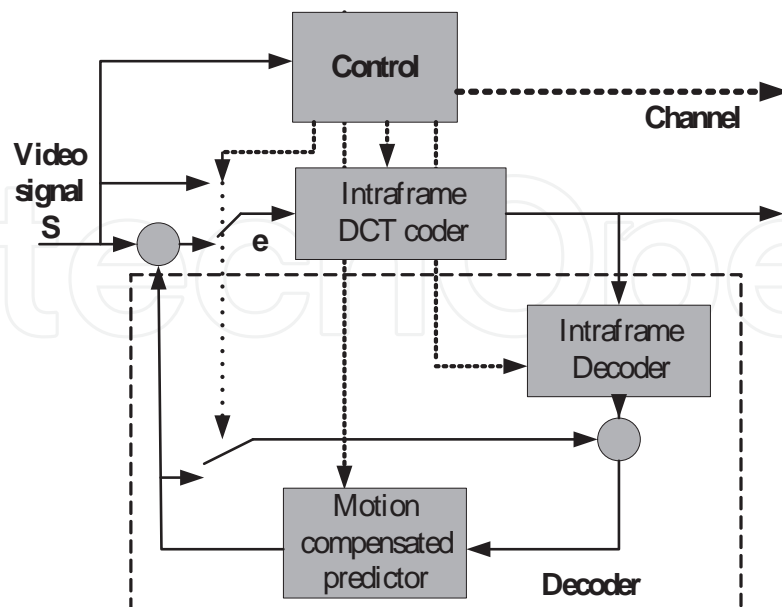 Control
Channel
Video
signal
S
Intraframe
DCT coder
e
Intraframe
Decoder
Motion
compensated
predictor
Decoder